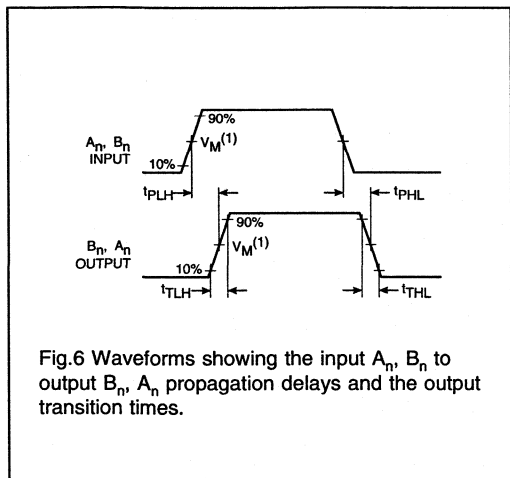 90%
An, Bn
INPUT
VM(1)
10%
tPLH
tPHL
90%
Bn, An
OUTPUT
VM(1)
10%
tTLH
tTHL
Fig.6 Waveforms showing the input An, Bn to
output Bn, An propagation delays and the output
transition times.